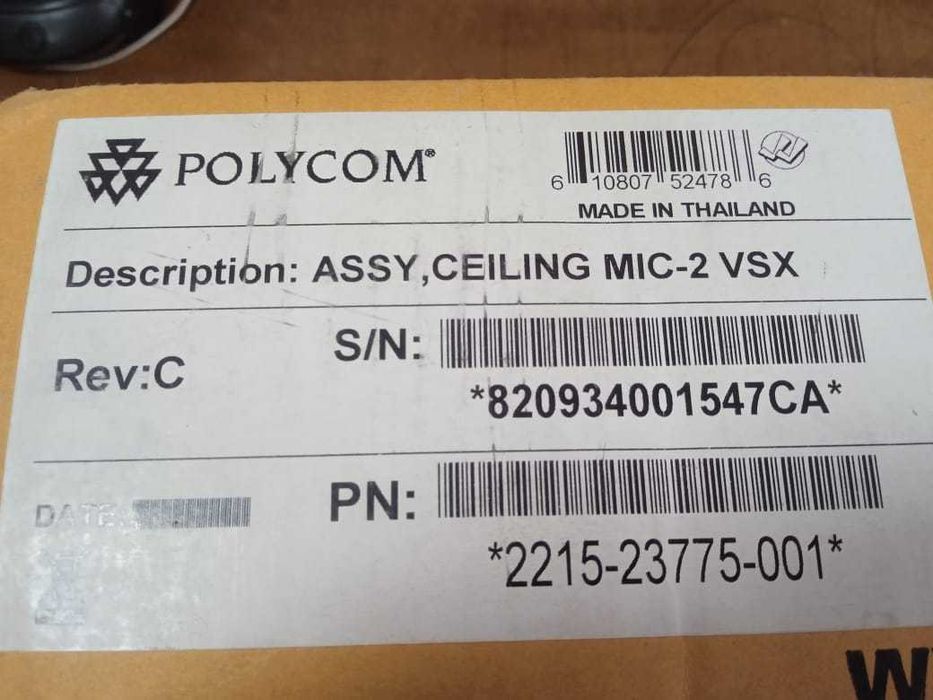 POLYCOM®
6 10807 52478 6
MADE IN THAILAND
Description: ASSY,CEILING MIC-2 VSX
S/N:
Rev:C
*820934001547CA*
DATE:
PN:
*2215-23775-001*